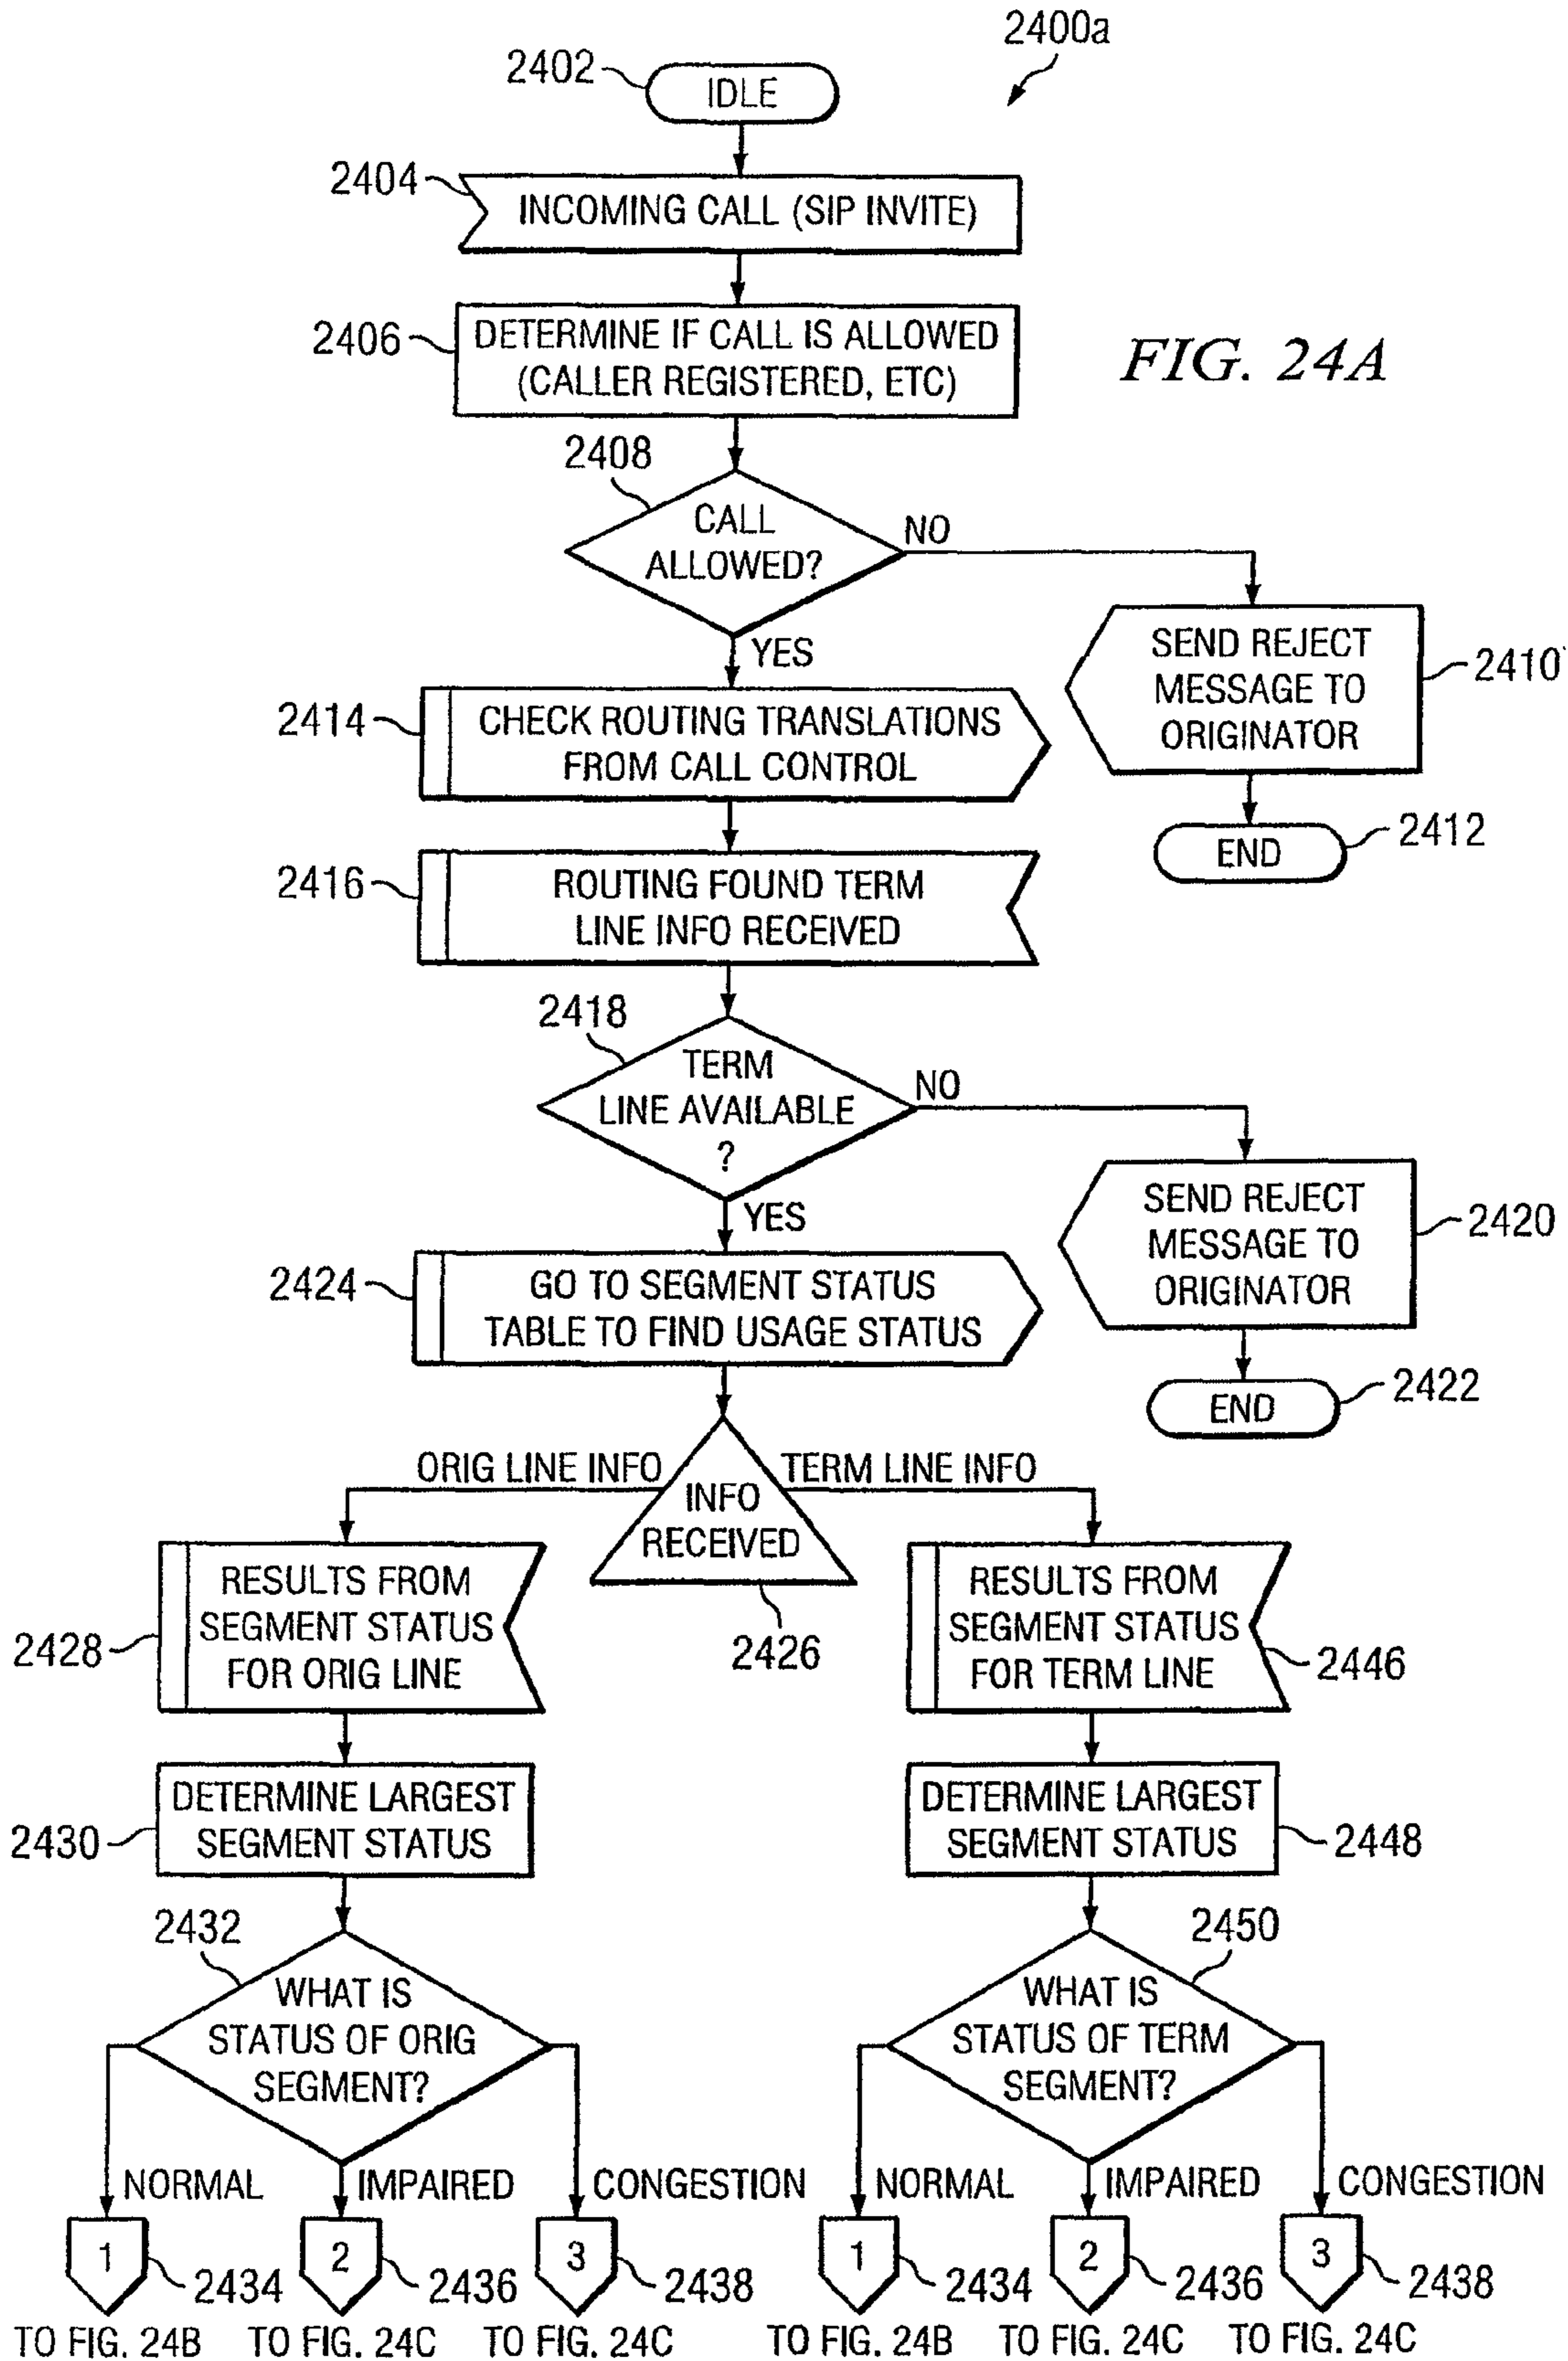 2400a
2402
IDLE
2404
INCOMING CALL (SIP INVITE)
2406
DETERMINE IF CALL IS ALLOWED
(CALLER REGISTERED, ETC)
FIG. 24A
2408
CALL
ALLOWED?
NO
YES
SEND REJECT
MESSAGE TO
ORIGINATOR
2410
2414
CHECK ROUTING TRANSLATIONS
FROM CALL CONTROL
END
2412
2416
ROUTING FOUND TERM
LINE INFO RECEIVED
2418
TERM
LINE AVAILABLE
?
NO
YES
SEND REJECT
MESSAGE TO
ORIGINATOR
2420
2424
GO TO SEGMENT STATUS
TABLE TO FIND USAGE STATUS
END
2422
ORIG LINE INFO
TERM LINE INFO
INFO
RECEIVED
2426
2428
RESULTS FROM
SEGMENT STATUS
FOR ORIG LINE
RESULTS FROM
SEGMENT STATUS
FOR TERM LINE
2446
2430
DETERMINE LARGEST
SEGMENT STATUS
DETERMINE LARGEST
SEGMENT STATUS
2448
2432
WHAT IS
STATUS OF ORIG
SEGMENT?
2450
WHAT IS
STATUS OF TERM
SEGMENT?
NORMAL
IMPAIRED
CONGESTION
NORMAL
IMPAIRED
CONGESTION
1
2434
2
2436
3
2438
1
2434
2
2436
3
2438
TO FIG. 24B
TO FIG. 24C
TO FIG. 24C
TO FIG. 24B
TO FIG. 24C
TO FIG. 24C